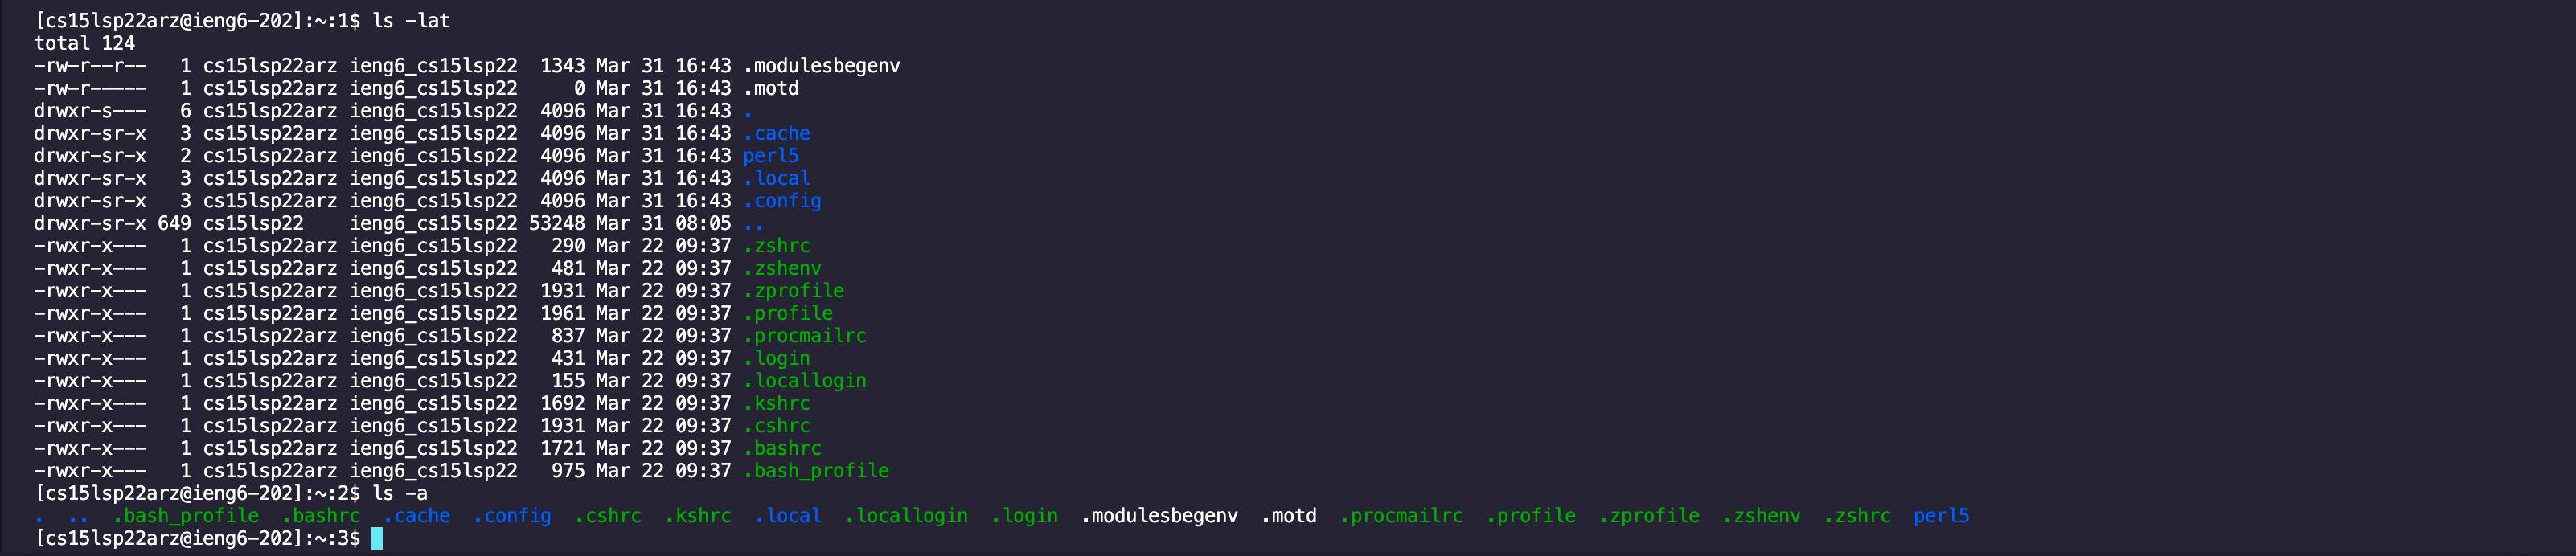 [cs15lsp22arz@ieng6-202]:~:1$ ls -lat
total 124
-rw-r--r--   1 cs15lsp22arz ieng6_cs15lsp22  1343 Mar 31 16:43 .modulesbegenv
-rw-r-----   1 cs15lsp22arz ieng6_cs15lsp22     0 Mar 31 16:43 .motd
drwxr-s---   6 cs15lsp22arz ieng6_cs15lsp22  4096 Mar 31 16:43 .
drwxr-sr-x   3 cs15lsp22arz ieng6_cs15lsp22  4096 Mar 31 16:43 .cache
drwxr-sr-x   2 cs15lsp22arz ieng6_cs15lsp22  4096 Mar 31 16:43 perl5
drwxr-sr-x   3 cs15lsp22arz ieng6_cs15lsp22  4096 Mar 31 16:43 .local
drwxr-sr-x   3 cs15lsp22arz ieng6_cs15lsp22  4096 Mar 31 16:43 .config
drwxr-sr-x 649 cs15lsp22    ieng6_cs15lsp22 53248 Mar 31 08:05 ..
-rwxr-x---   1 cs15lsp22arz ieng6_cs15lsp22   290 Mar 22 09:37 .zshrc
-rwxr-x---   1 cs15lsp22arz ieng6_cs15lsp22   481 Mar 22 09:37 .zshenv
-rwxr-x---   1 cs15lsp22arz ieng6_cs15lsp22  1931 Mar 22 09:37 .zprofile
-rwxr-x---   1 cs15lsp22arz ieng6_cs15lsp22  1961 Mar 22 09:37 .profile
-rwxr-x---   1 cs15lsp22arz ieng6_cs15lsp22   837 Mar 22 09:37 .procmailrc
-rwxr-x---   1 cs15lsp22arz ieng6_cs15lsp22   431 Mar 22 09:37 .login
-rwxr-x---   1 cs15lsp22arz ieng6_cs15lsp22   155 Mar 22 09:37 .locallogin
-rwxr-x---   1 cs15lsp22arz ieng6_cs15lsp22  1692 Mar 22 09:37 .kshrc
-rwxr-x---   1 cs15lsp22arz ieng6_cs15lsp22  1931 Mar 22 09:37 .cshrc
-rwxr-x---   1 cs15lsp22arz ieng6_cs15lsp22  1721 Mar 22 09:37 .bashrc
-rwxr-x---   1 cs15lsp22arz ieng6_cs15lsp22   975 Mar 22 09:37 .bash_profile
[cs15lsp22arz@ieng6-202]:~:2$ ls -a
.  ..  .bash_profile  .bashrc  .cache  .config  .cshrc  .kshrc  .local  .locallogin  .login  .modulesbegenv  .motd  .procmailrc  .profile  .zprofile  .zshenv  .zshrc  perl5
[cs15lsp22arz@ieng6-202]:~:3$